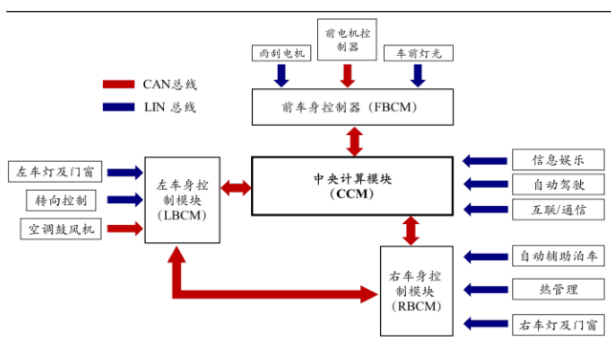 雨刮电机
前电机控
制器
车前灯光
CAN总线
LIN 总线
前车身控制器（FBCM）
左车灯及门窗
转向控制
空调鼓风机
左车身控
制模块
(LBCM)
中央计算模块
（CCM）
信息娱乐
自动驾驶
互联/通信
右车身控
制模块
(RBCM)
自动辅助泊车
热管理
右车灯及门窗